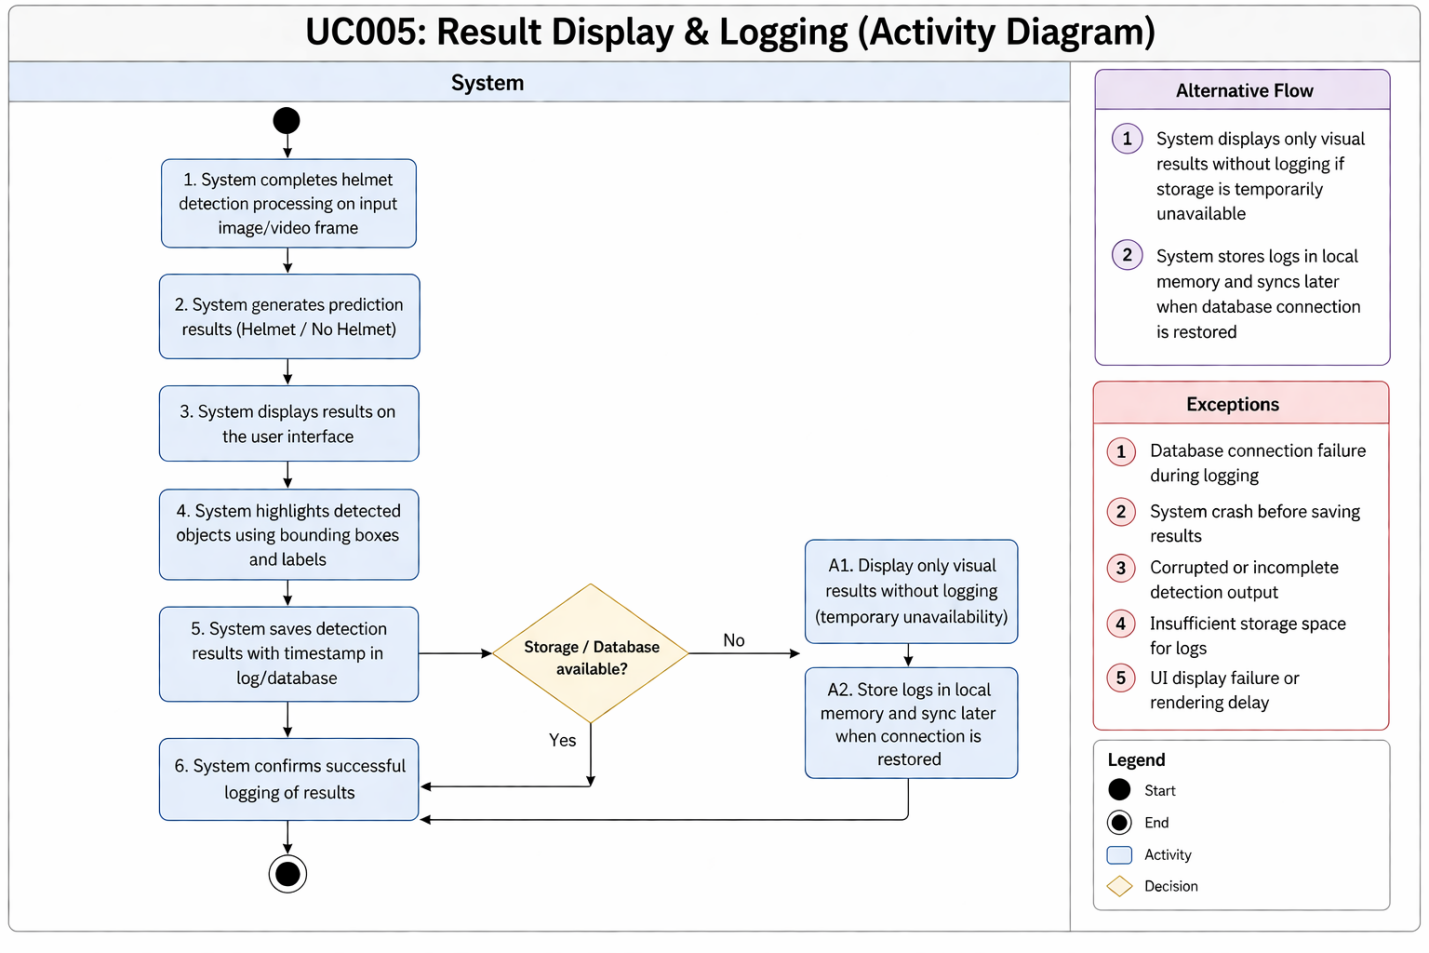 UC005: Result Display & Logging (Activity Diagram)
System
1. System completes helmet
detection processing on input
image/video frame
2. System generates prediction
results (Helmet / No Helmet)
3. System displays results on
the user interface
4. System highlights detected
objects using bounding boxes
and labels
5. System saves detection
results with timestamp in
log/database
Storage / Database
available?
No
Yes
A1. Display only visual
results without logging
(temporary unavailability)
A2. Store logs in local
memory and sync later
when connection is
restored
6. System confirms successful
logging of results
Alternative Flow
1 System displays only visual
results without logging if
storage is temporarily
unavailable
2 System stores logs in local
memory and syncs later
when database connection
is restored
Exceptions
1 Database connection failure
during logging
2 System crash before saving
results
3 Corrupted or incomplete
detection output
4 Insufficient storage space
for logs
5 UI display failure or
rendering delay
Legend
Start
End
Activity
Decision